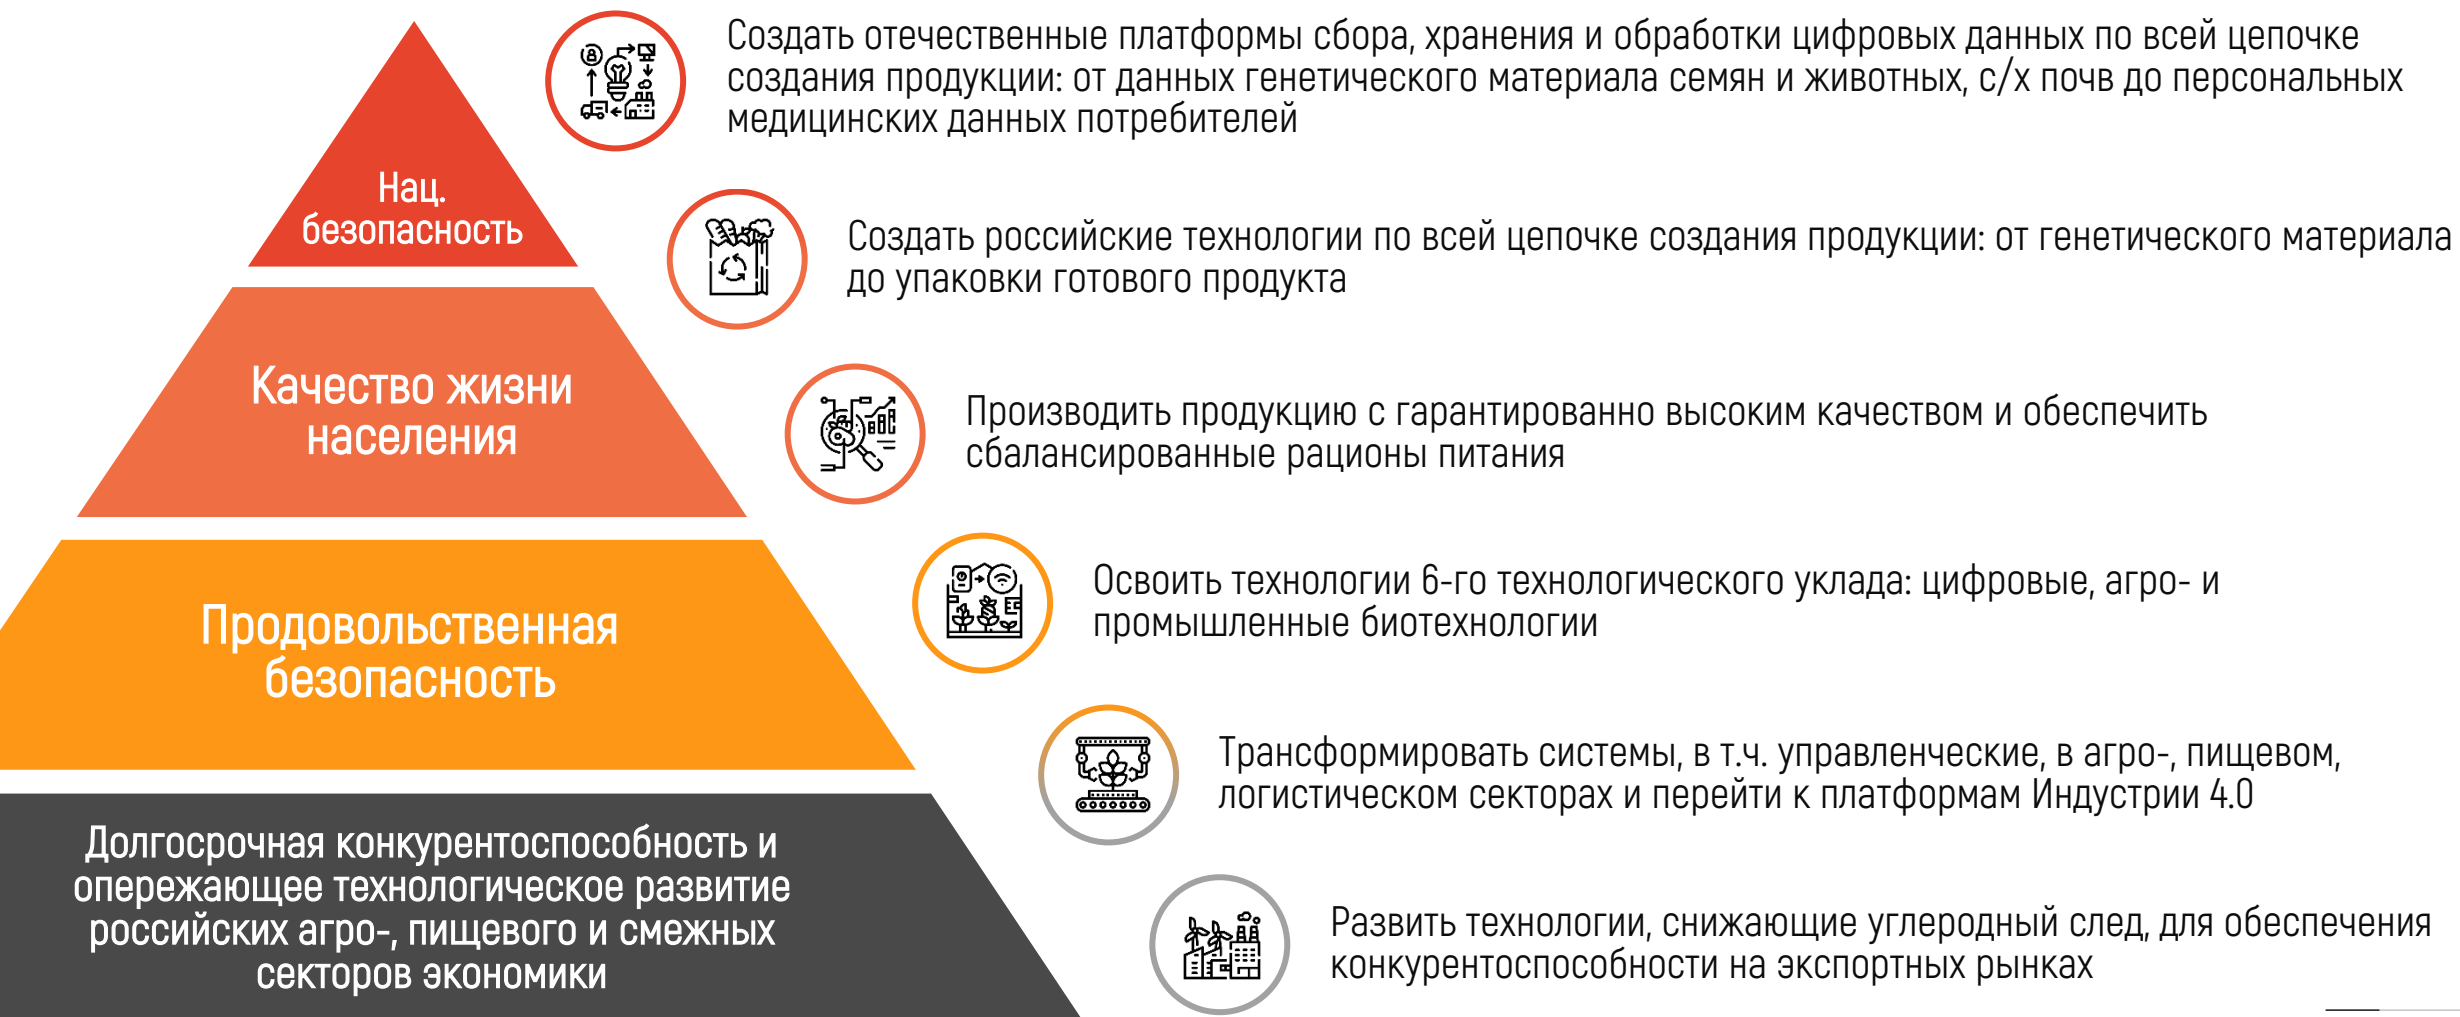 Создать отечественные платформы сбора, хранения и обработки цифровых данных по всей цепочке
создания продукции: от данных генетического материала семян и животных, с/х почв до персональных
медицинских данных потребителей
Нац.
безопасность
Создать российские технологии по всей цепочке создания продукции: от генетического материала
до упаковки готового продукта
Качество жизни
населения
Производить продукцию с гарантированно высоким качеством и обеспечить
сбалансированные рационы питания
Продовольственная
безопасность
Освоить технологии 6-го технологического уклада: цифровые, агро- и
промышленные биотехнологии
Трансформировать системы, в т.ч. управленческие, в агро-, пищевом,
логистическом секторах и перейти к платформам Индустрии 4.0
Долгосрочная конкурентоспособность и
опережающее технологическое развитие
российских агро-, пищевого и смежных
секторов экономики
Развить технологии, снижающие углеродный след, для обеспечения
конкурентоспособности на экспортных рынках